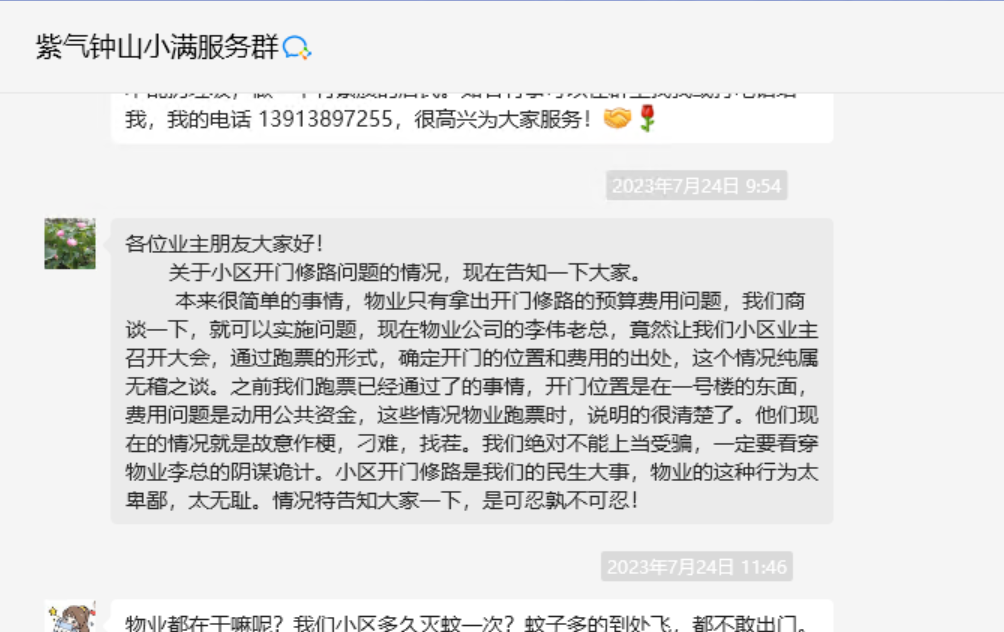 紫气钟山小满服务群
我，我的电话 13913897255，很高兴为大家服务！
2023年7月24日 9:54
各位业主朋友大家好！
关于小区开门修路问题的情况，现在告知一下大家。
本来很简单的事情，物业只有拿出开门修路的预算费用问题，我们商
谈一下，就可以实施问题，现在物业公司的李伟老总，竟然让我们小区业主
召开大会，通过跑票的形式，确定开门的位置和费用的出处，这个情况纯属
无稽之谈。之前我们跑票已经通过了的事情，开门位置是在一号楼的东面，
费用问题是动用公共资金，这些情况物业跑票时，说明的很清楚了。他们现
在的情况就是故意作梗，刁难，找茬。我们绝对不能上当受骗，一定要看穿
物业李总的阴谋诡计。小区开门修路是我们的民生大事，物业的这种行为太
卑鄙，太无耻。情况特告知大家一下，是可忍孰不可忍！
2023年7月24日 11:46
物业都在干嘛呢？我们小区多久灭蚊一次？蚊子多的到处飞，都不敢出门。